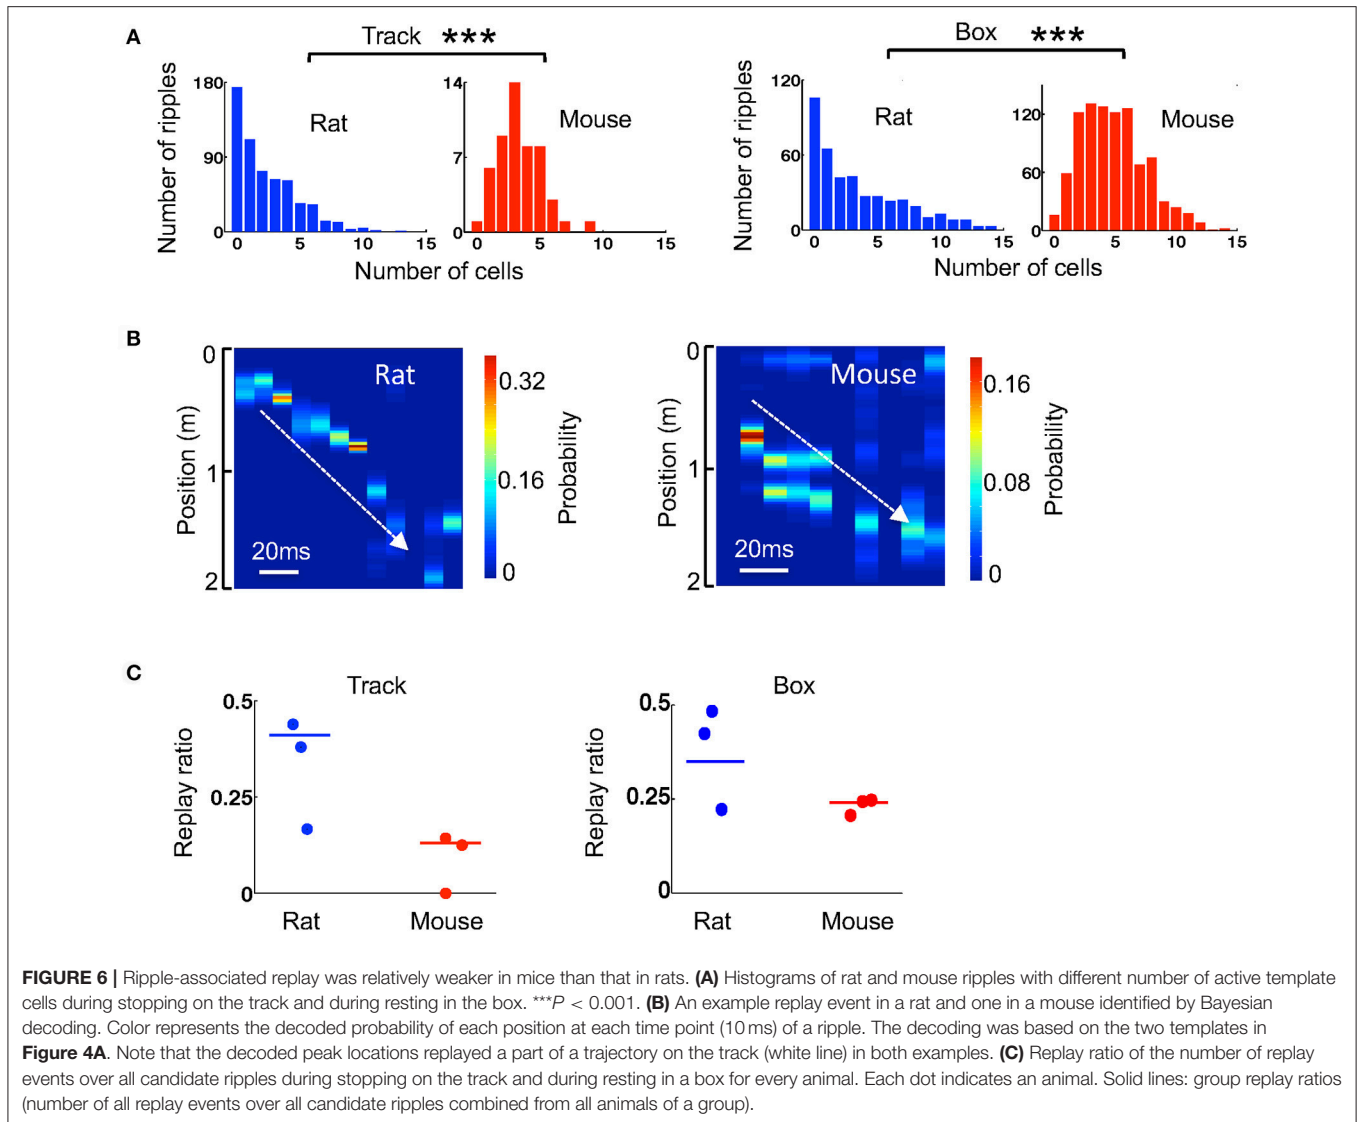 A
Track ***
Box ***
Number of ripples
180
90
0
Rat
0 5 10 15
14
7
0
Mouse
0 5 10 15
Number of cells
Number of ripples
120
60
0
Rat
0 5 10 15
120
60
0
Mouse
0 5 10 15
Number of cells
B
Position (m)
0
1
2
Rat
20ms
0.32
0.16
0
Probability
Position (m)
0
1
2
Mouse
20ms
0.16
0.08
0
Probability
C
Track
Replay ratio
0.5
0.25
0
Rat Mouse
Box
Replay ratio
0.5
0.25
0
Rat Mouse
FIGURE 6 | Ripple-associated replay was relatively weaker in mice than that in rats. (A) Histograms of rat and mouse ripples with different number of active template
cells during stopping on the track and during resting in the box. ***P < 0.001. (B) An example replay event in a rat and one in a mouse identified by Bayesian
decoding. Color represents the decoded probability of each position at each time point (10 ms) of a ripple. The decoding was based on the two templates in
Figure 4A. Note that the decoded peak locations replayed a part of a trajectory on the track (white line) in both examples. (C) Replay ratio of the number of replay
events over all candidate ripples during stopping on the track and during resting in a box for every animal. Each dot indicates an animal. Solid lines: group replay ratios
(number of all replay events over all candidate ripples combined from all animals of a group).